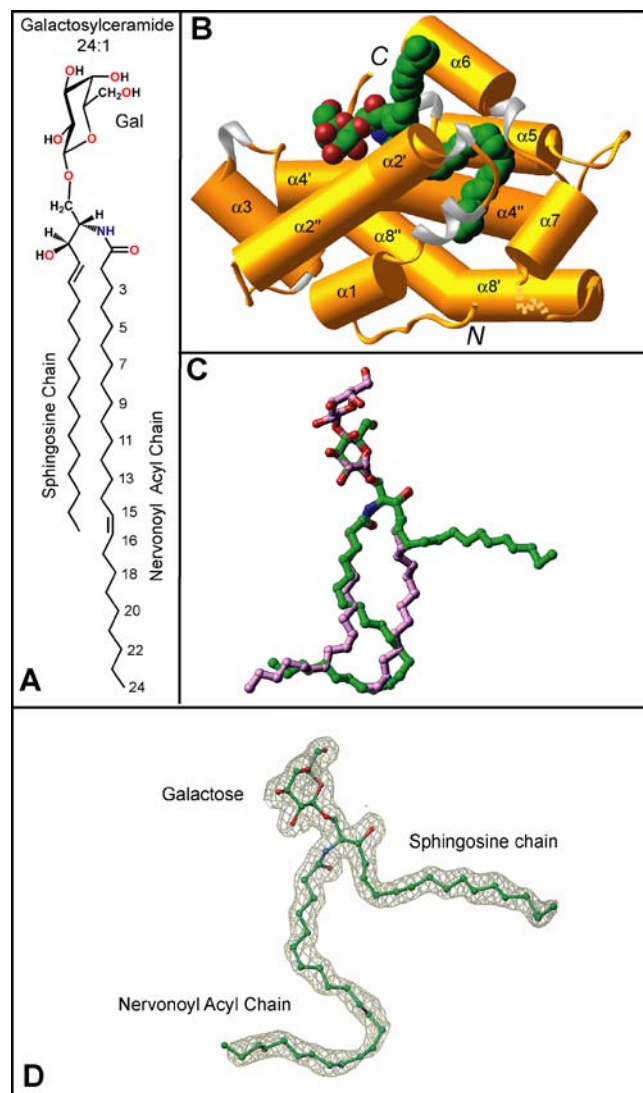 Galactosylceramide
24:1
OH
OH
HO
CH₂OH
Gal
HO
O
O
H₂C
H
H
NH
HO
O
3
5
7
9
11
13
15
16
18
20
22
24
Sphingosine Chain
Nervonoyl Acyl Chain
A
B
C
α6
α5
α2'
α4'
α3
α2''
α4''
α7
α8''
α1
α8'
N
C
Galactose
Sphingosine chain
Nervonoyl Acyl Chain
D